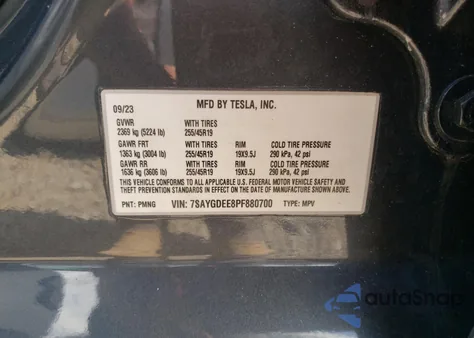 09/23 MFD BY TESLA, INC.
GVWR WITH TIRES
2369 kg (5224 lb) 255/45R19
GAWR FRT WITH TIRES RIM COLD TIRE PRESSURE
1363 kg (3004 lb) 255/45R19 19X9.5J 290 kPa, 42 psi
GAWR RR WITH TIRES RIM COLD TIRE PRESSURE
1636 kg (3606 lb) 255/45R19 19X9.5J 290 kPa, 42 psi
THIS VEHICLE CONFORMS TO ALL APPLICABLE U.S. FEDERAL MOTOR VEHICLE SAFETY AND
THEFT PREVENTION STANDARDS IN EFFECT ON THE DATE OF MANUFACTURE SHOWN ABOVE.
PNT: PMNG VIN: 7SAYGDEE8PF880700 TYPE: MPV
autoSnap